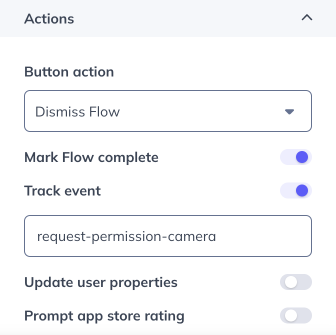 Actions
Button action
Dismiss Flow
Mark Flow complete
Track event
request-permission-camera
Update user properties
Prompt app store rating